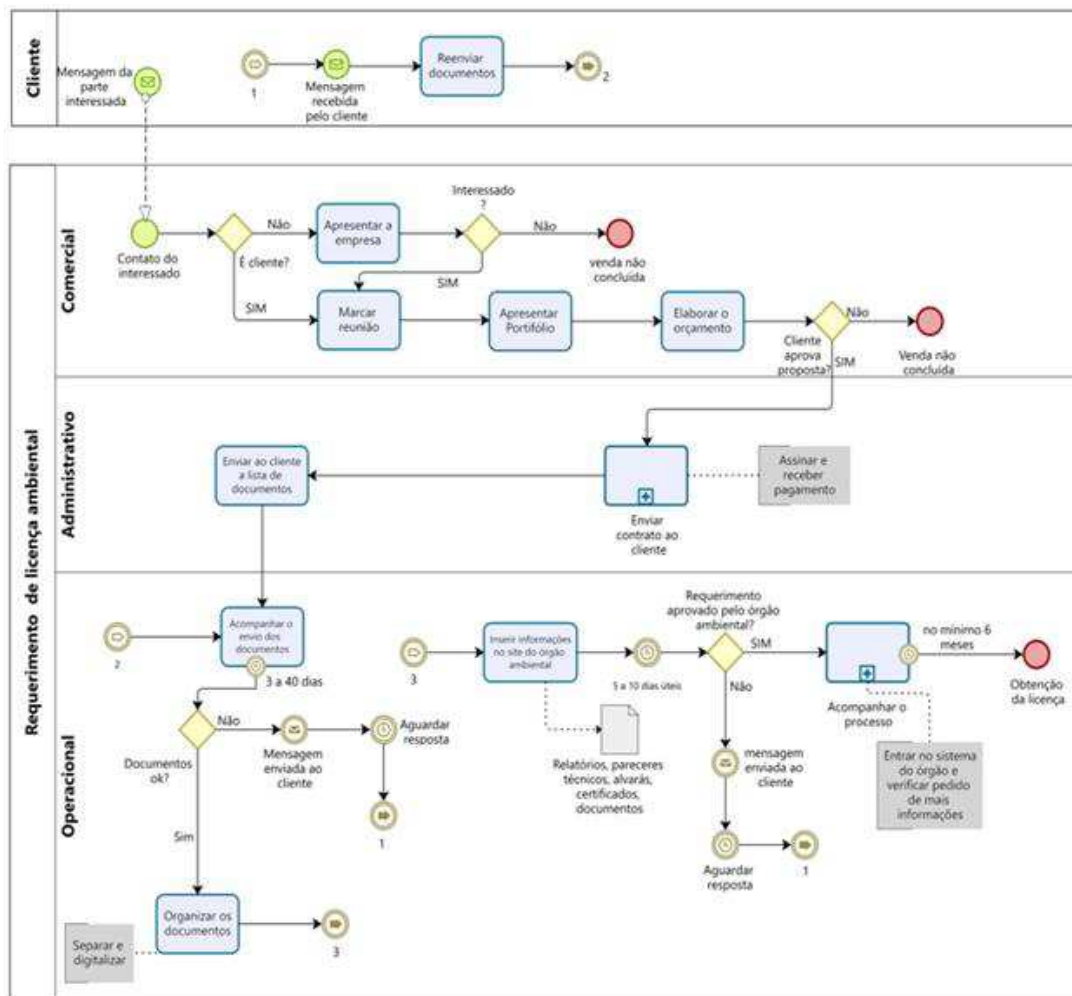 Cliente
Mensagem da
parte
interessada
1
Mensagem
recebida
pelo cliente
Reenviar
documentos
2
Requerimento de licença ambiental
Comercial
Contato do
interessado
É cliente?
Não
SIM
Apresentar a
empresa
Interessado
?
Não
venda não
concluída
SIM
Marcar
reunião
Apresentar
Portifólio
Elaborar o
orçamento
Cliente
aprova
proposta?
Não
Venda não
concluída
SIM
Administrativo
Enviar ao cliente
a lista de
documentos
Enviar
contrato ao
cliente
Assinar e
receber
pagamento
Operacional
2
Acompanhar o
envio dos
documentos
3 a 40 dias
Documentos
ok?
Não
Mensagem
enviada ao
cliente
Aguardar
resposta
1
Sim
Organizar os
documentos
Separar e
digitalizar
3
3
Inserir informações
no site do órgão
ambiental
Relatórios, pareceres
técnicos, alvarás,
certificados,
documentos
5 a 10 dias úteis
Requerimento
aprovado pelo órgão
ambiental?
SIM
Não
mensagem
enviada ao
cliente
Aguardar
resposta
1
Acompanhar o
processo
no mínimo 6
meses
Obtenção
da licença
Entrar no sistema
do órgão e
verificar pedido
de mais
informações